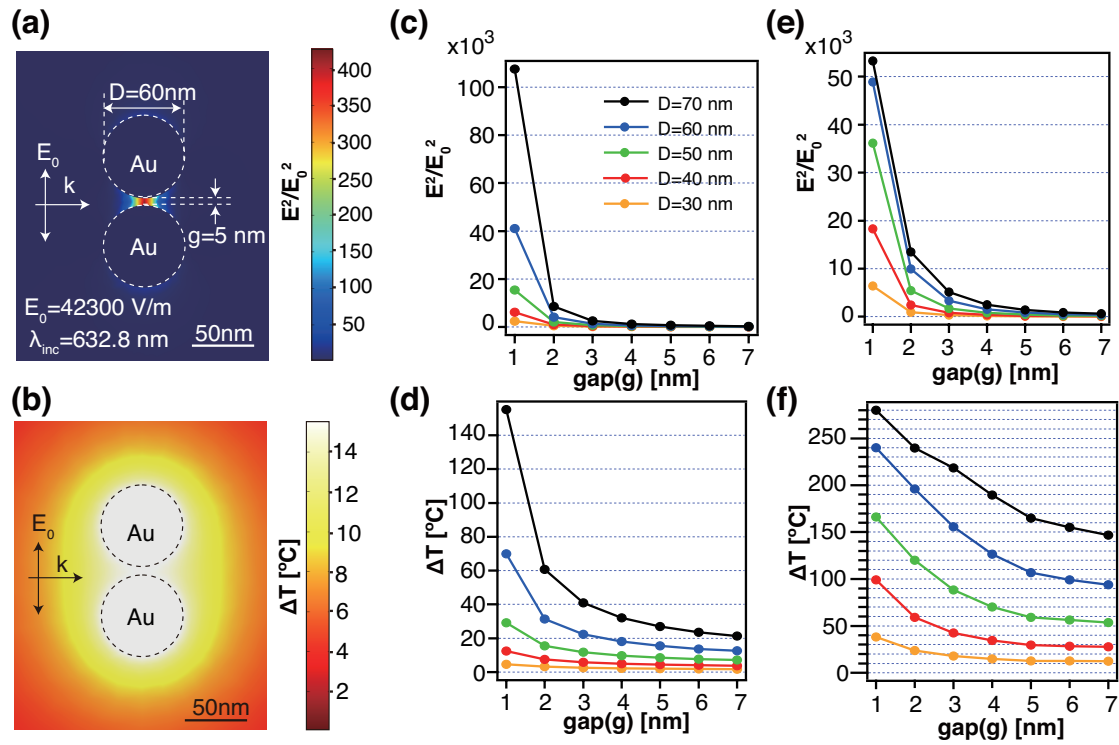 (a)
D=60nm
Au
E₀
k
g=5 nm
Au
E₀=42300 V/m
λinc=632.8 nm
50nm
400
350
300
250
200
150
100
50
E²/E₀²
(b)
Au
E₀
k
Au
50nm
14
12
10
8
6
4
2
ΔT [°C]
(c)
x10³
100
80
60
40
20
0
E²/E₀²
D=70 nm
D=60 nm
D=50 nm
D=40 nm
D=30 nm
1 2 3 4 5 6 7
gap(g) [nm]
(d)
140
120
100
80
60
40
20
0
ΔT [°C]
1 2 3 4 5 6 7
gap(g) [nm]
(e)
x10³
50
40
30
20
10
0
E²/E₀²
1 2 3 4 5 6 7
gap(g) [nm]
(f)
250
200
150
100
50
0
ΔT [°C]
1 2 3 4 5 6 7
gap(g) [nm]